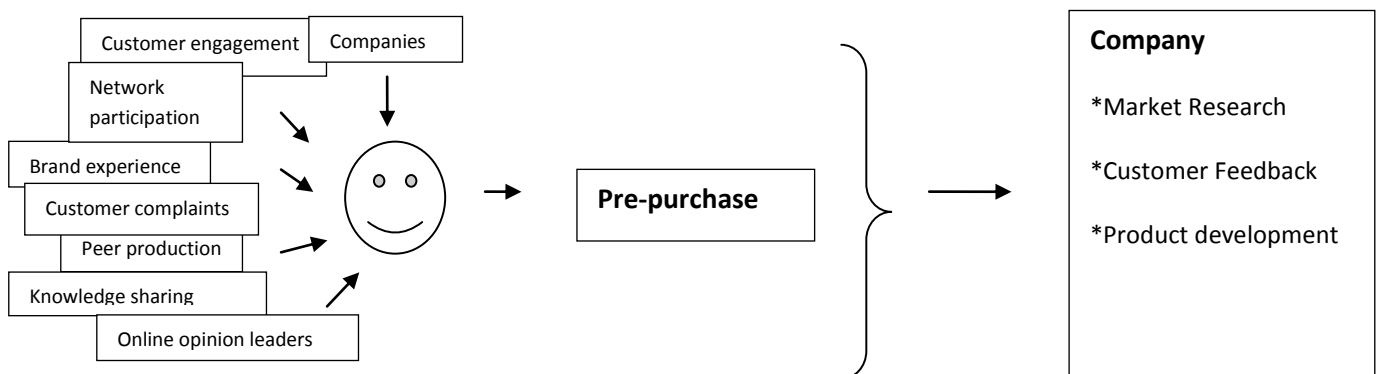 Customer engagement
Companies
Network
participation
Brand experience
Customer complaints
Peer production
Knowledge sharing
Online opinion leaders
Pre-purchase
Company
*Market Research
*Customer Feedback
*Product development